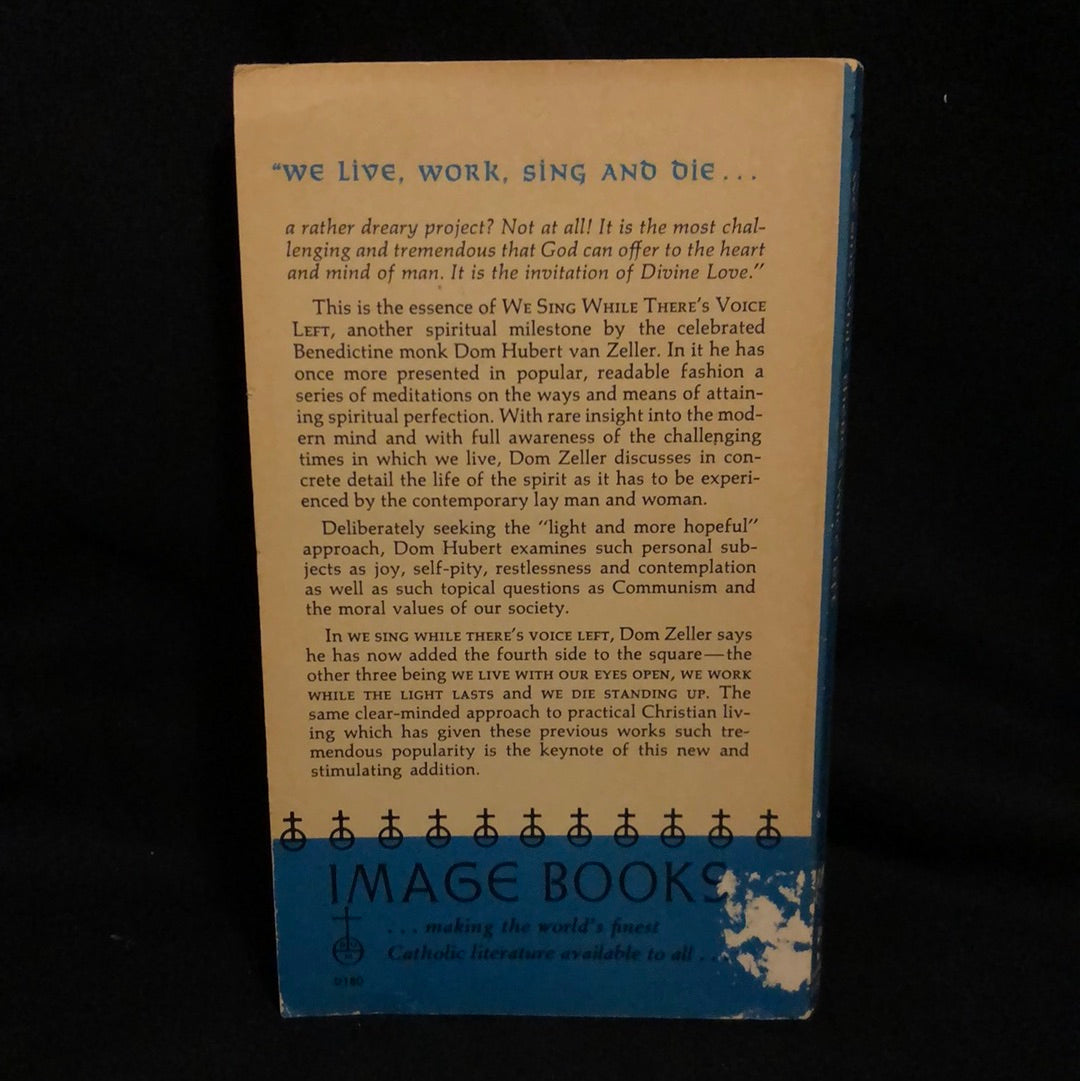 “We Live, Work, Sing and Die...
a rather dreary project? Not at all! It is the most chal-
lenging and tremendous that God can offer to the heart
and mind of man. It is the invitation of Divine Love.”
This is the essence of We Sing While There's Voice
Left, another spiritual milestone by the celebrated
Benedictine monk Dom Hubert van Zeller. In it he has
once more presented in popular, readable fashion a
series of meditations on the ways and means of attain-
ing spiritual perfection. With rare insight into the mod-
ern mind and with full awareness of the challenging
times in which we live, Dom Zeller discusses in con-
crete detail the life of the spirit as it has to be experi-
enced by the contemporary lay man and woman.
Deliberately seeking the “light and more hopeful”
approach, Dom Hubert examines such personal sub-
jects as joy, self-pity, restlessness and contemplation
as well as such topical questions as Communism and
the moral values of our society.
In WE SING WHILE THERE'S VOICE LEFT, Dom Zeller says
he has now added the fourth side to the square—the
other three being WE LIVE WITH OUR EYES OPEN, WE WORK
WHILE THE LIGHT LASTS and WE DIE STANDING UP. The
same clear-minded approach to practical Christian liv-
ing which has given these previous works such tre-
mendous popularity is the keynote of this new and
stimulating addition.
IMAGE BOOKS
... making the world's finest
Catholic literature available to all ..
D180